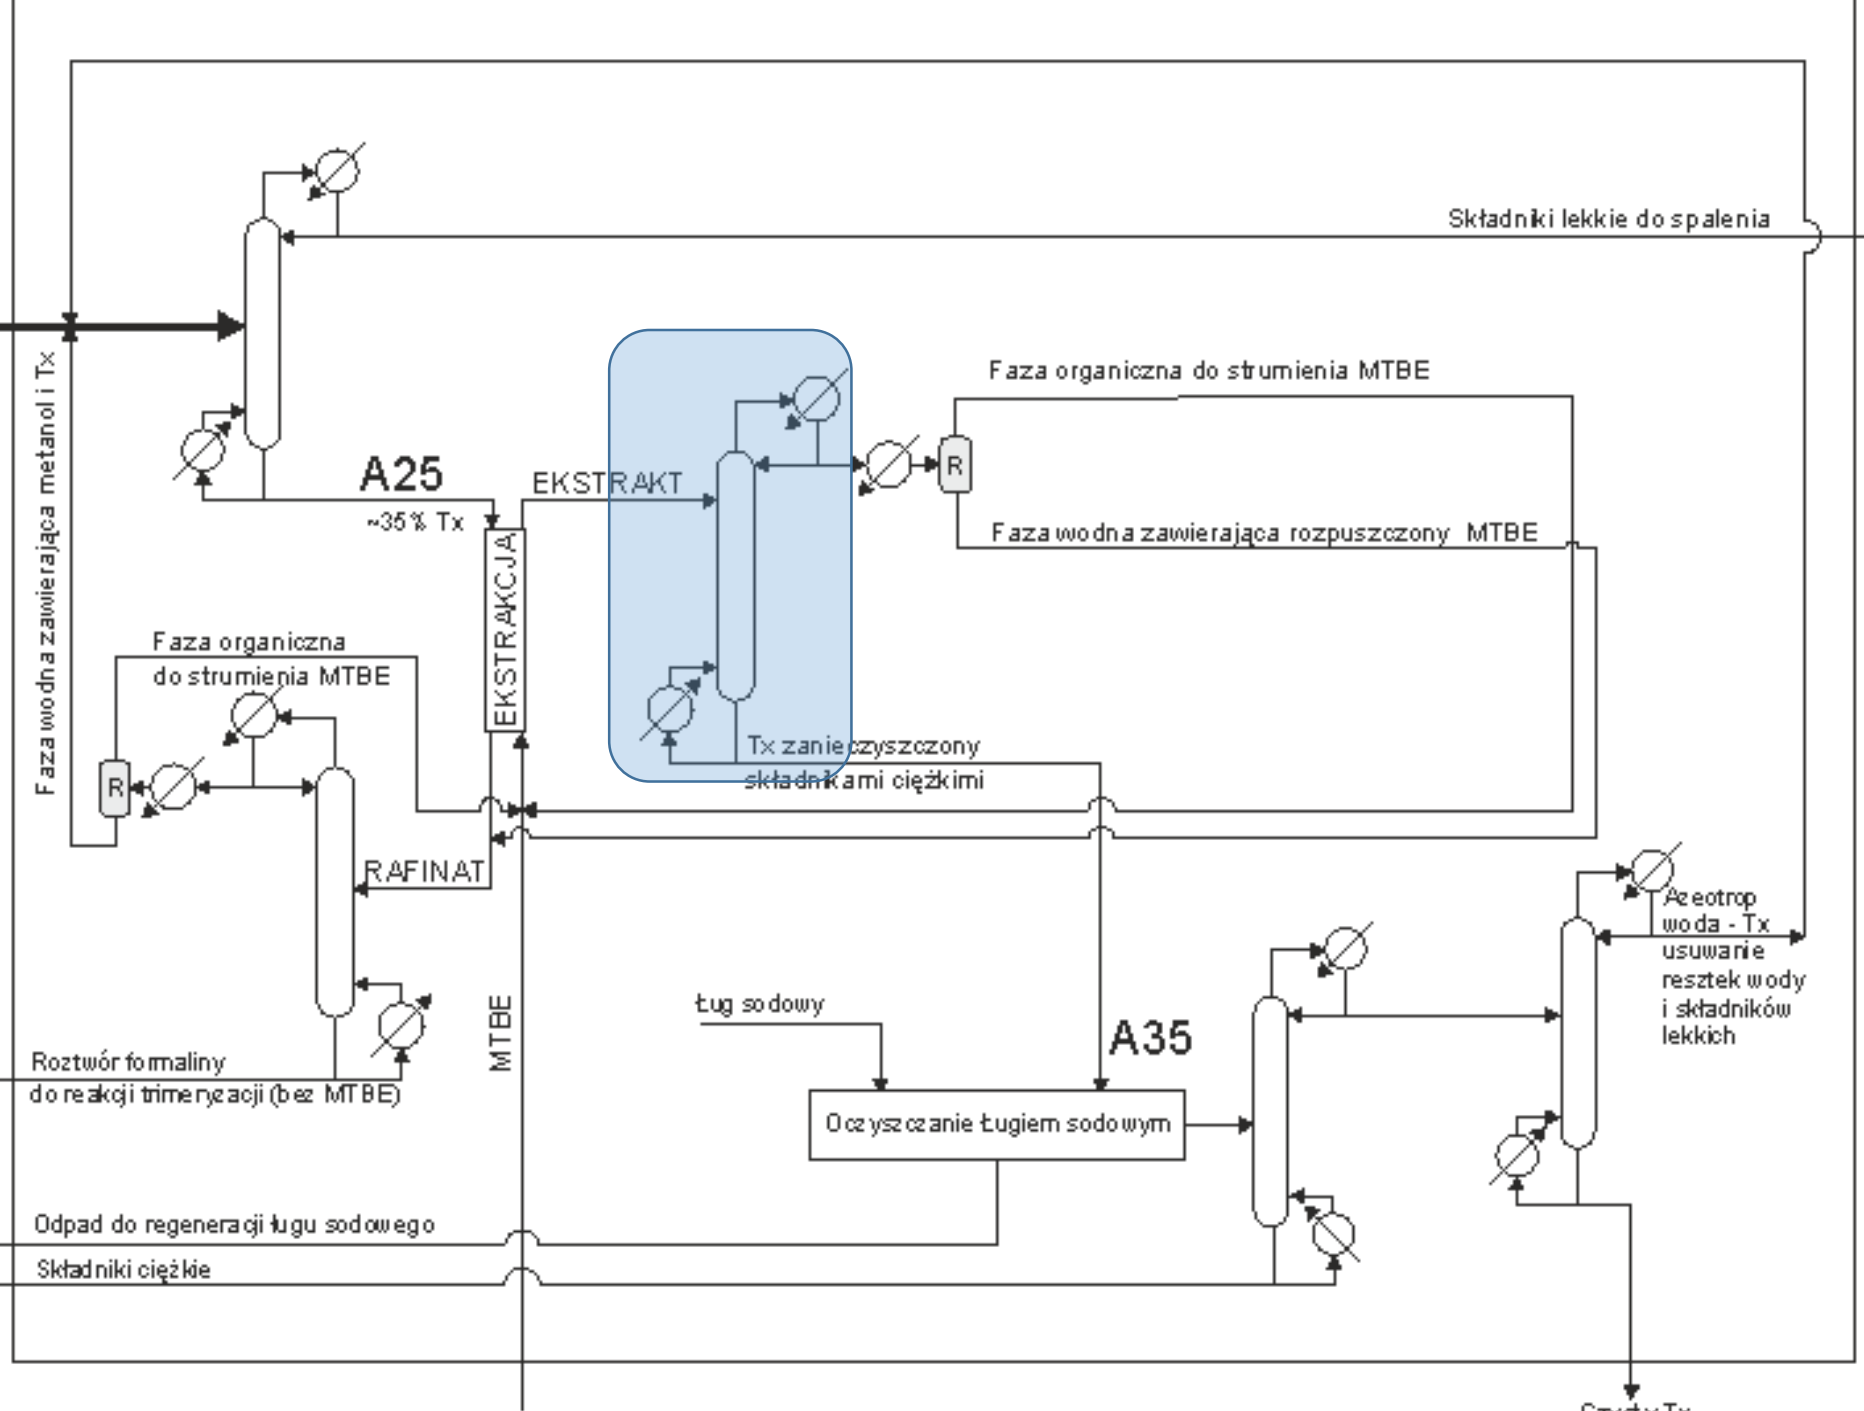 Składniki lekkie do spalenia
Faza wodna zawierająca metanol i Tx
Faza organiczna do strumienia MTBE
A25
~35% Tx
EKSTRAKT
R
EKSTRAKCJA
Faza wodna zawierająca rozpuszczony MTBE
Faza organiczna
do strumienia MTBE
Tx zanieczyszczony
składnikami ciężkimi
R
RAFINAT
Azeotrop
woda - Tx
usuwanie
resztek wody
i składników
lekkich
MTBE
Ług sodowy
A35
Roztwór formaliny
do reakcji trimeryzacji (bez MTBE)
Oczyszczanie Ługiem sodowym
Odpad do regeneracji ługu sodowego
Składniki ciężkie